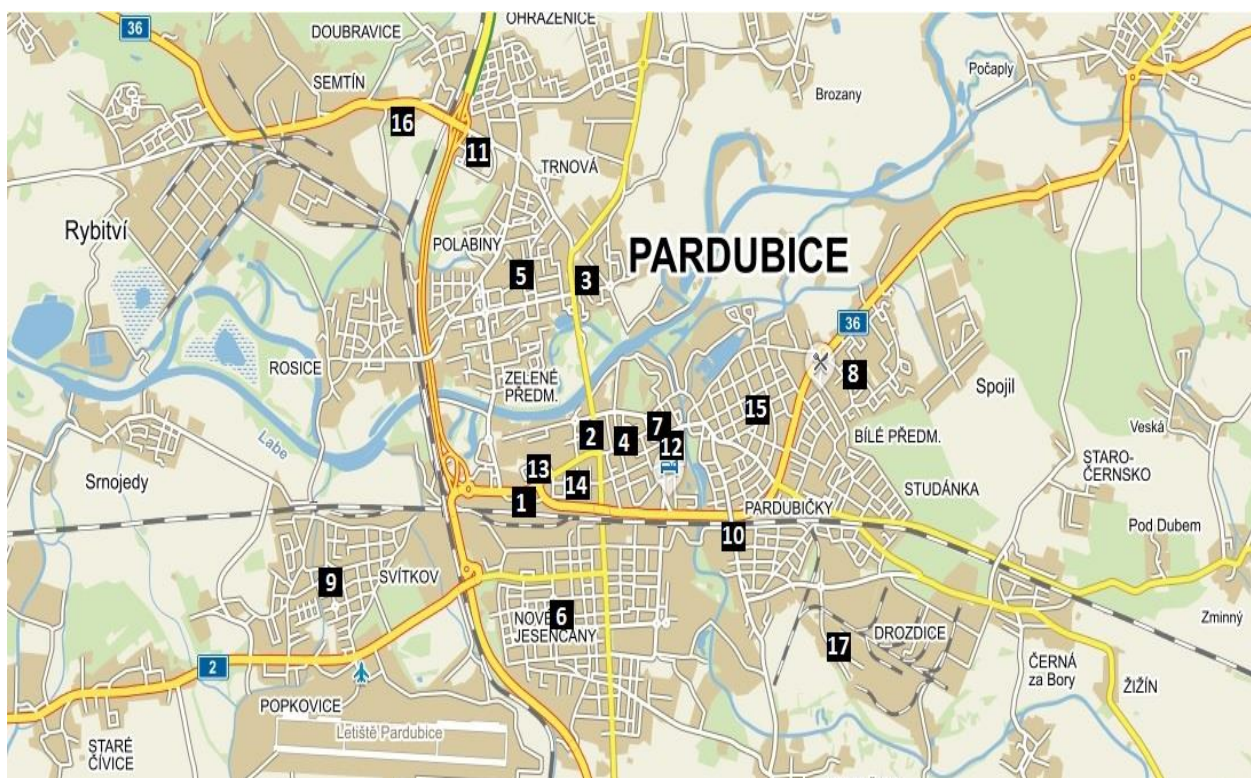 OHRAZENICE
36
DOUBRAVICE
Počaply
SEMTÍN
Brozany
16
11
TRNOVÁ
Rybitví
POLABINY
PARDUBICE
5
3
36
ROSICE
8
Spojil
ZELENÉ
PŘEDM.
15
7
Veská
Labe
2
4
BÍLÉ PŘEDM.
12
STARO-
ČERNSKO
13
Srnojedy
14
STUDÁNKA
1
PARDUBIČKY
Pod Dubem
10
9
SVÍTKOV
Zminný
6
NOVÉ
JESENČANY
DROZDICE
17
2
ČERNÁ
za Bory
ŽIŽÍN
POPKOVICE
Letiště Pardubice
STARÉ
ČÍVICE